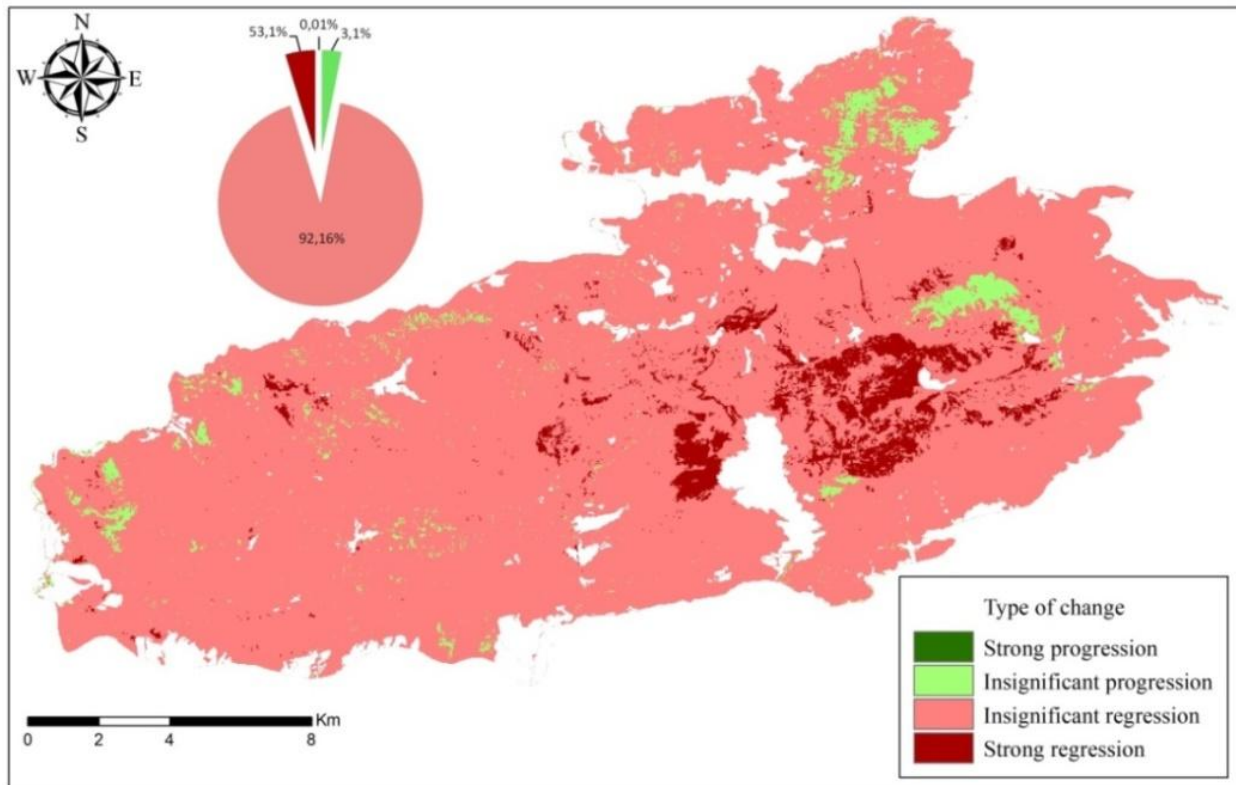 N
W E
S
53,1% 0,01% 3,1%
92,16%
Type of change
Strong progression
Insignificant progression
Insignificant regression
Strong regression
Km
0 2 4 8